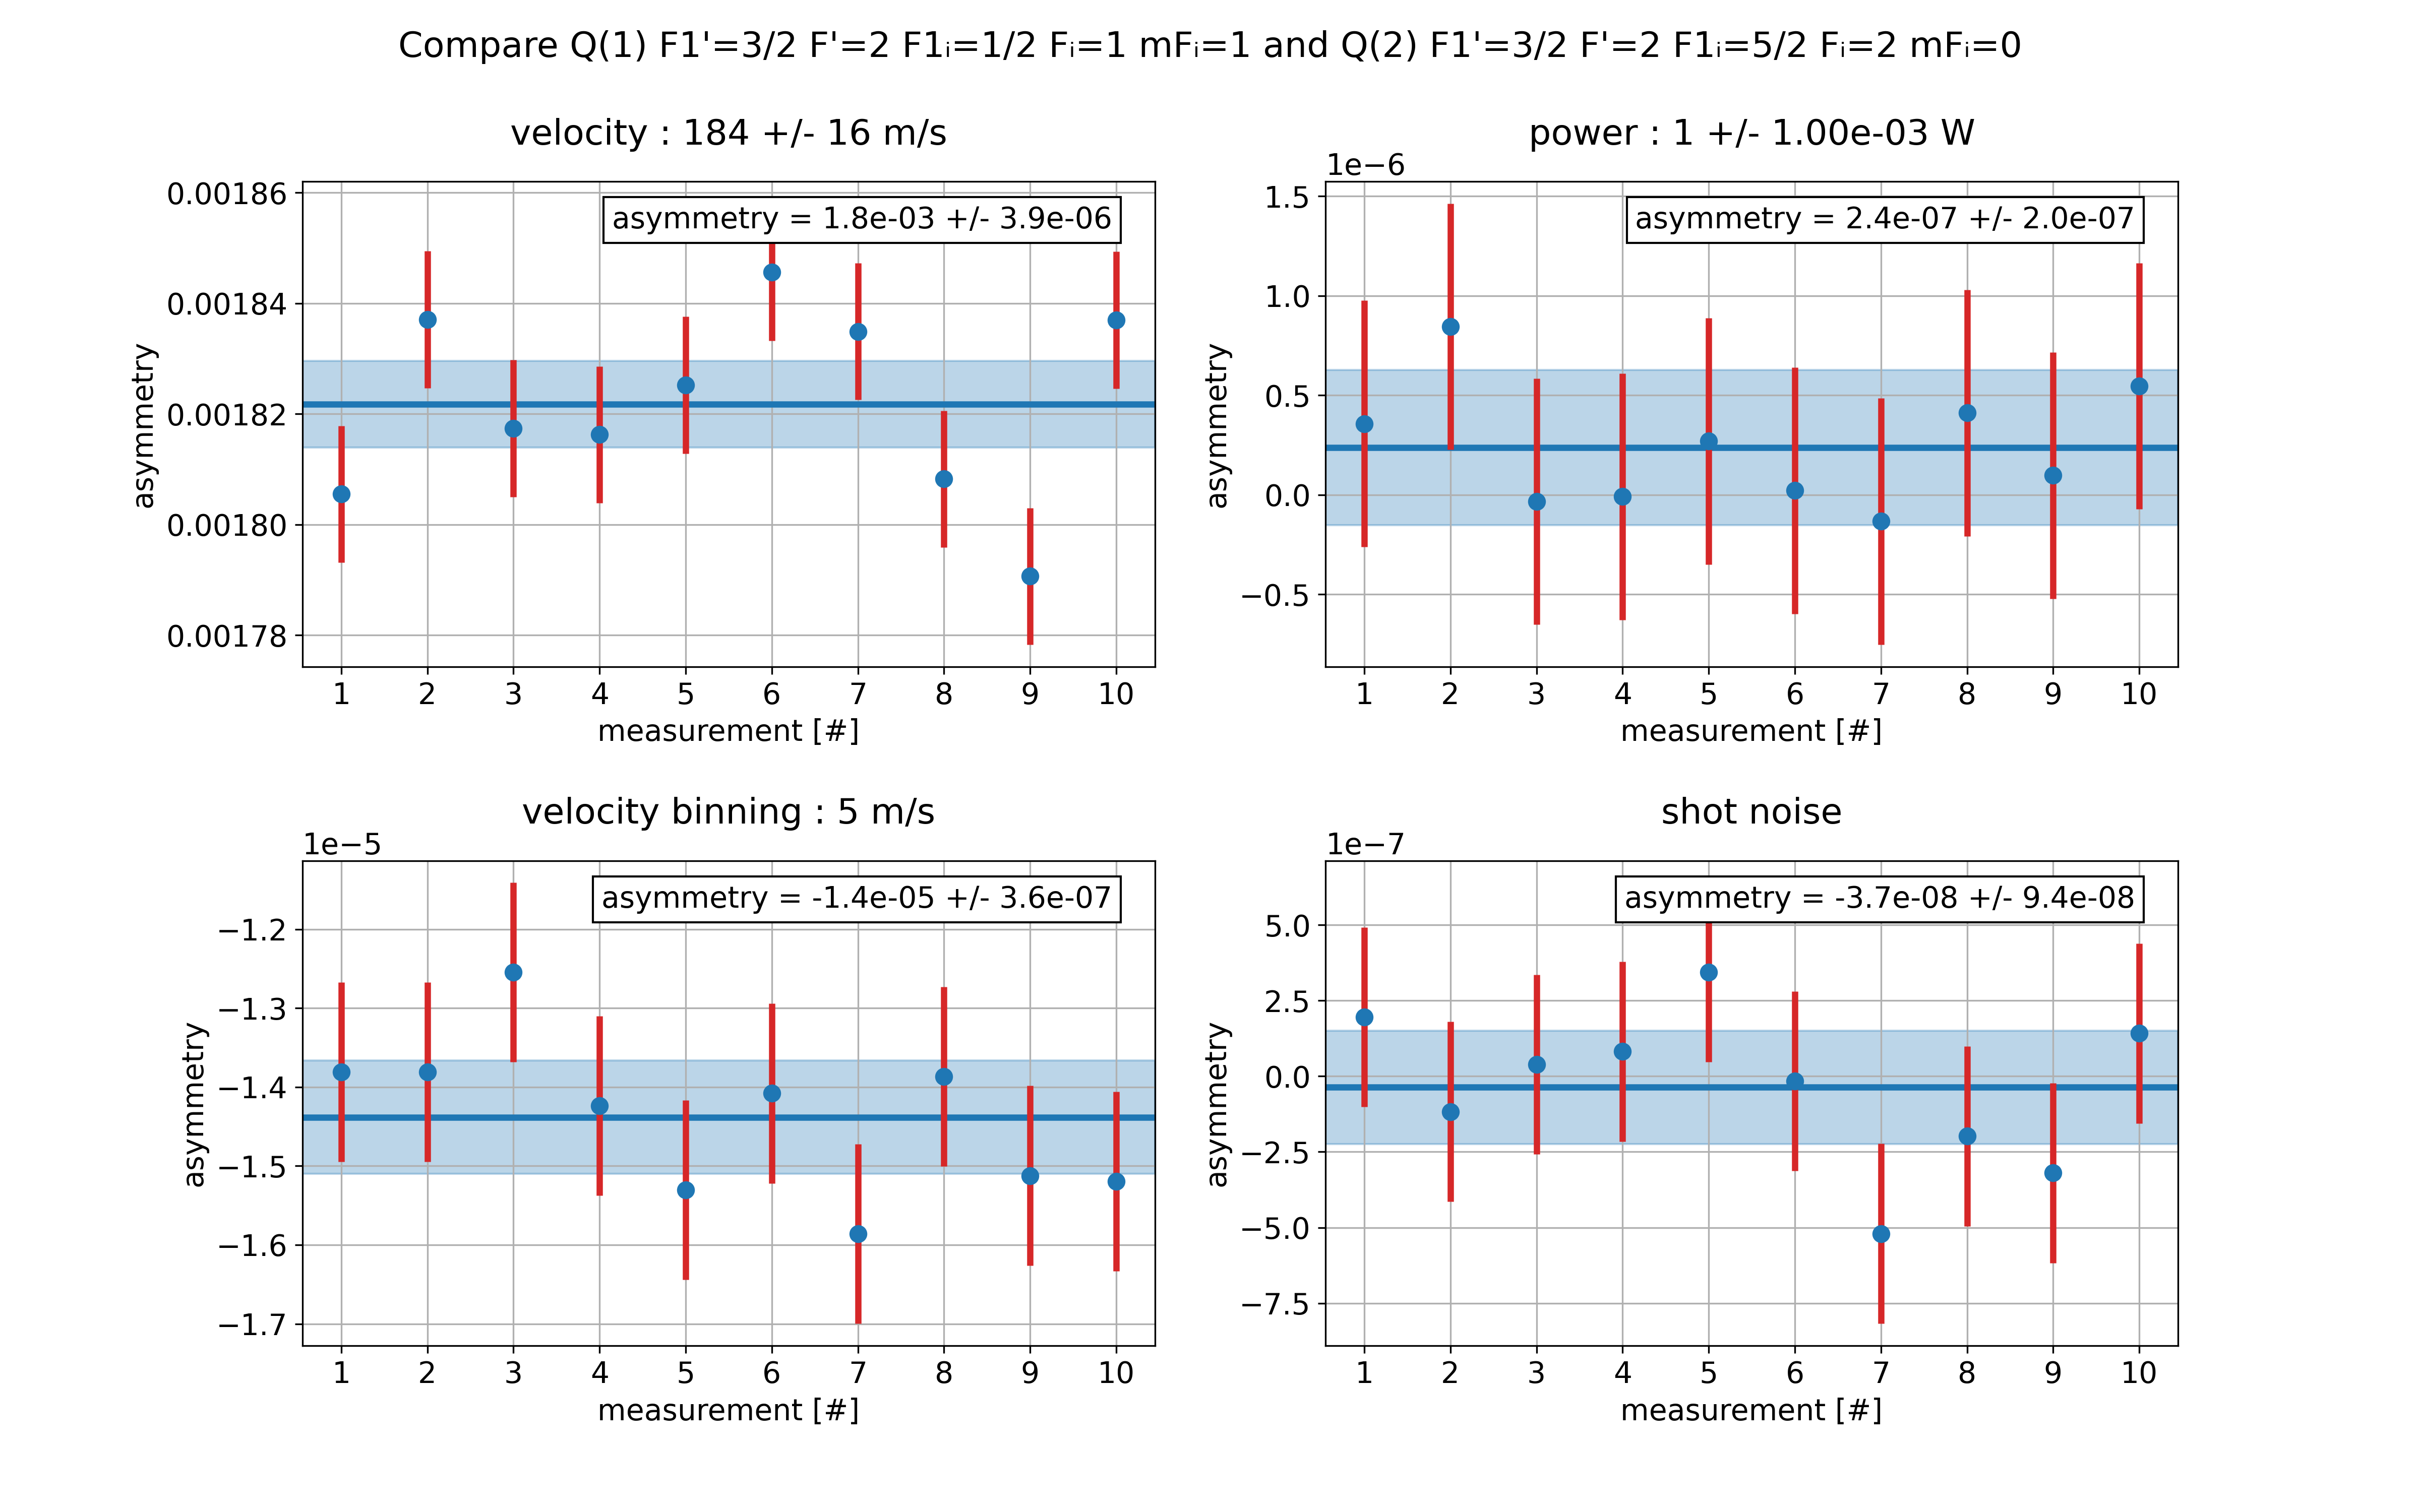 Compare Q(1) F1'=3/2 F'=2 F1ᵢ=1/2 Fᵢ=1 mFᵢ=1 and Q(2) F1'=3/2 F'=2 F1ᵢ=5/2 Fᵢ=2 mFᵢ=0
velocity : 184 +/- 16 m/s
asymmetry = 1.8e-03 +/- 3.9e-06
0.00186
0.00184
0.00182
0.00180
0.00178
asymmetry
1 2 3 4 5 6 7 8 9 10
measurement [#]
power : 1 +/- 1.00e-03 W
1e−6
asymmetry = 2.4e-07 +/- 2.0e-07
1.5
1.0
0.5
0.0
−0.5
asymmetry
1 2 3 4 5 6 7 8 9 10
measurement [#]
velocity binning : 5 m/s
1e−5
asymmetry = -1.4e-05 +/- 3.6e-07
−1.2
−1.3
−1.4
−1.5
−1.6
−1.7
asymmetry
1 2 3 4 5 6 7 8 9 10
measurement [#]
shot noise
1e−7
asymmetry = -3.7e-08 +/- 9.4e-08
5.0
2.5
0.0
−2.5
−5.0
−7.5
asymmetry
1 2 3 4 5 6 7 8 9 10
measurement [#]